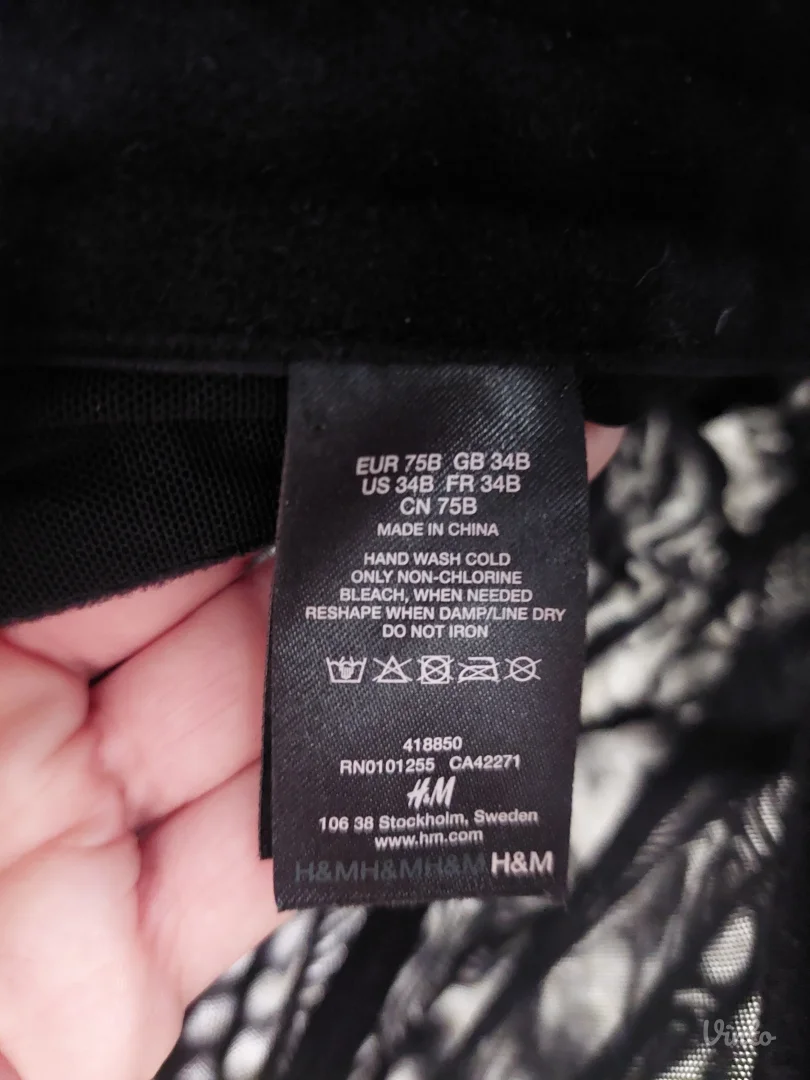 EUR 75B GB 34B
US 34B FR 34B
CN 75B
MADE IN CHINA
HAND WASH COLD
ONLY NON-CHLORINE
BLEACH, WHEN NEEDED
RESHAPE WHEN DAMP/LINE DRY
DO NOT IRON
418850
RN0101255 CA42271
H&M
106 38 Stockholm, Sweden
www.hm.com
H&MH&MH&M H&M